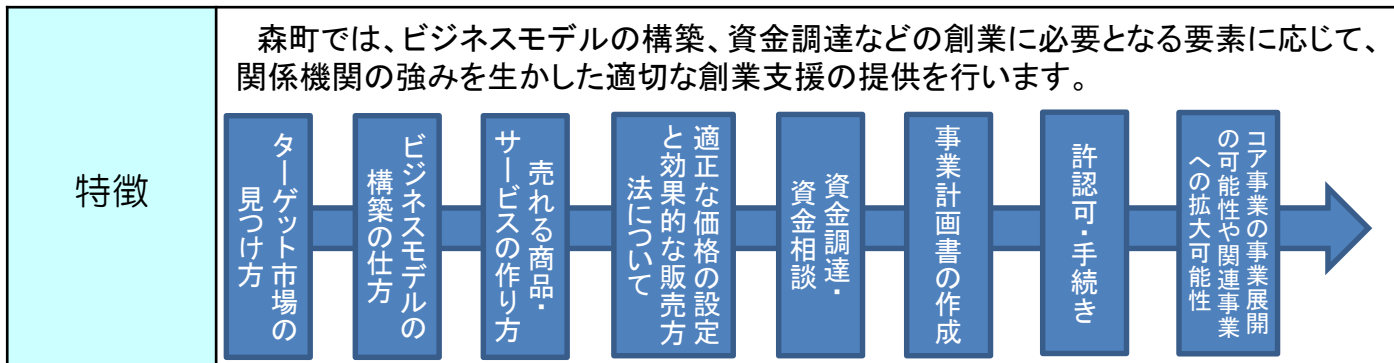 特徴
森町では、ビジネスモデルの構築、資金調達などの創業に必要となる要素に応じて、
関係機関の強みを生かした適切な創業支援の提供を行います。
ターゲット市場の
見つけ方
ビジネスモデルの
構築の仕方
売れる商品・
サービスの作り方
適正な価格の設定
と効果的な販売方
法について
資金調達・
資金相談
事業計画書の作成
許認可・手続き
コア事業の事業展開
の可能性や関連事業
への拡大可能性